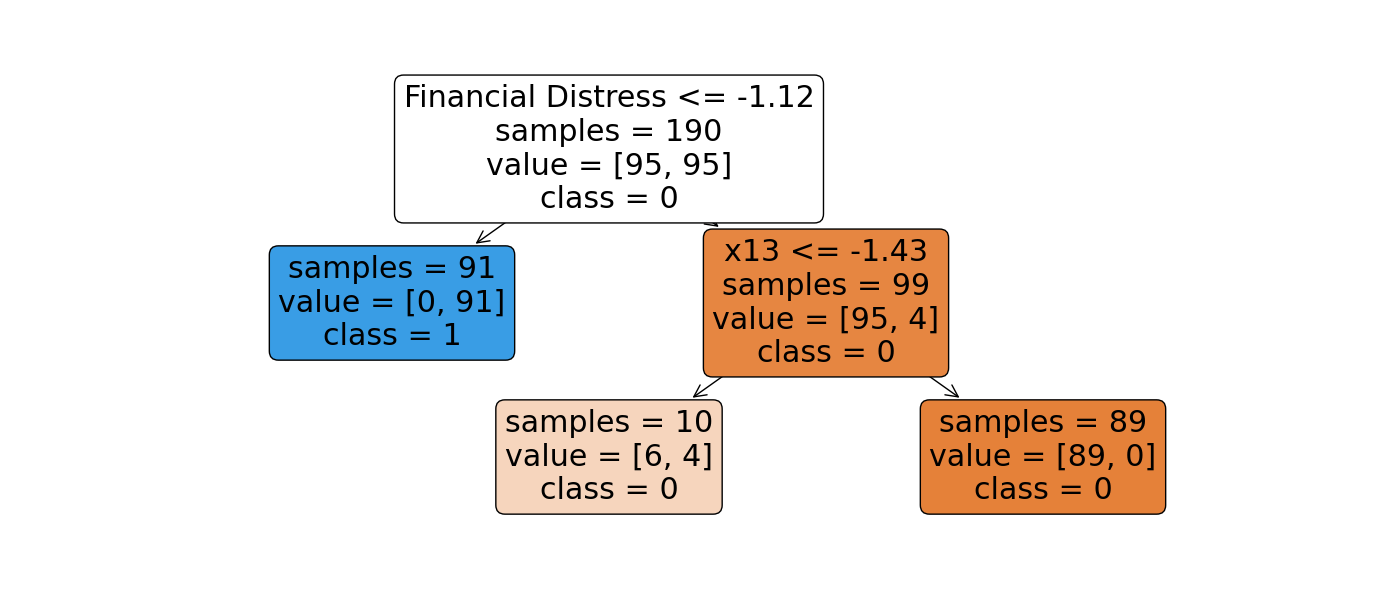 Financial Distress <= -1.12
samples = 190
value = [95, 95]
class = 0
samples = 91
value = [0, 91]
class = 1
x13 <= -1.43
samples = 99
value = [95, 4]
class = 0
samples = 10
value = [6, 4]
class = 0
samples = 89
value = [89, 0]
class = 0